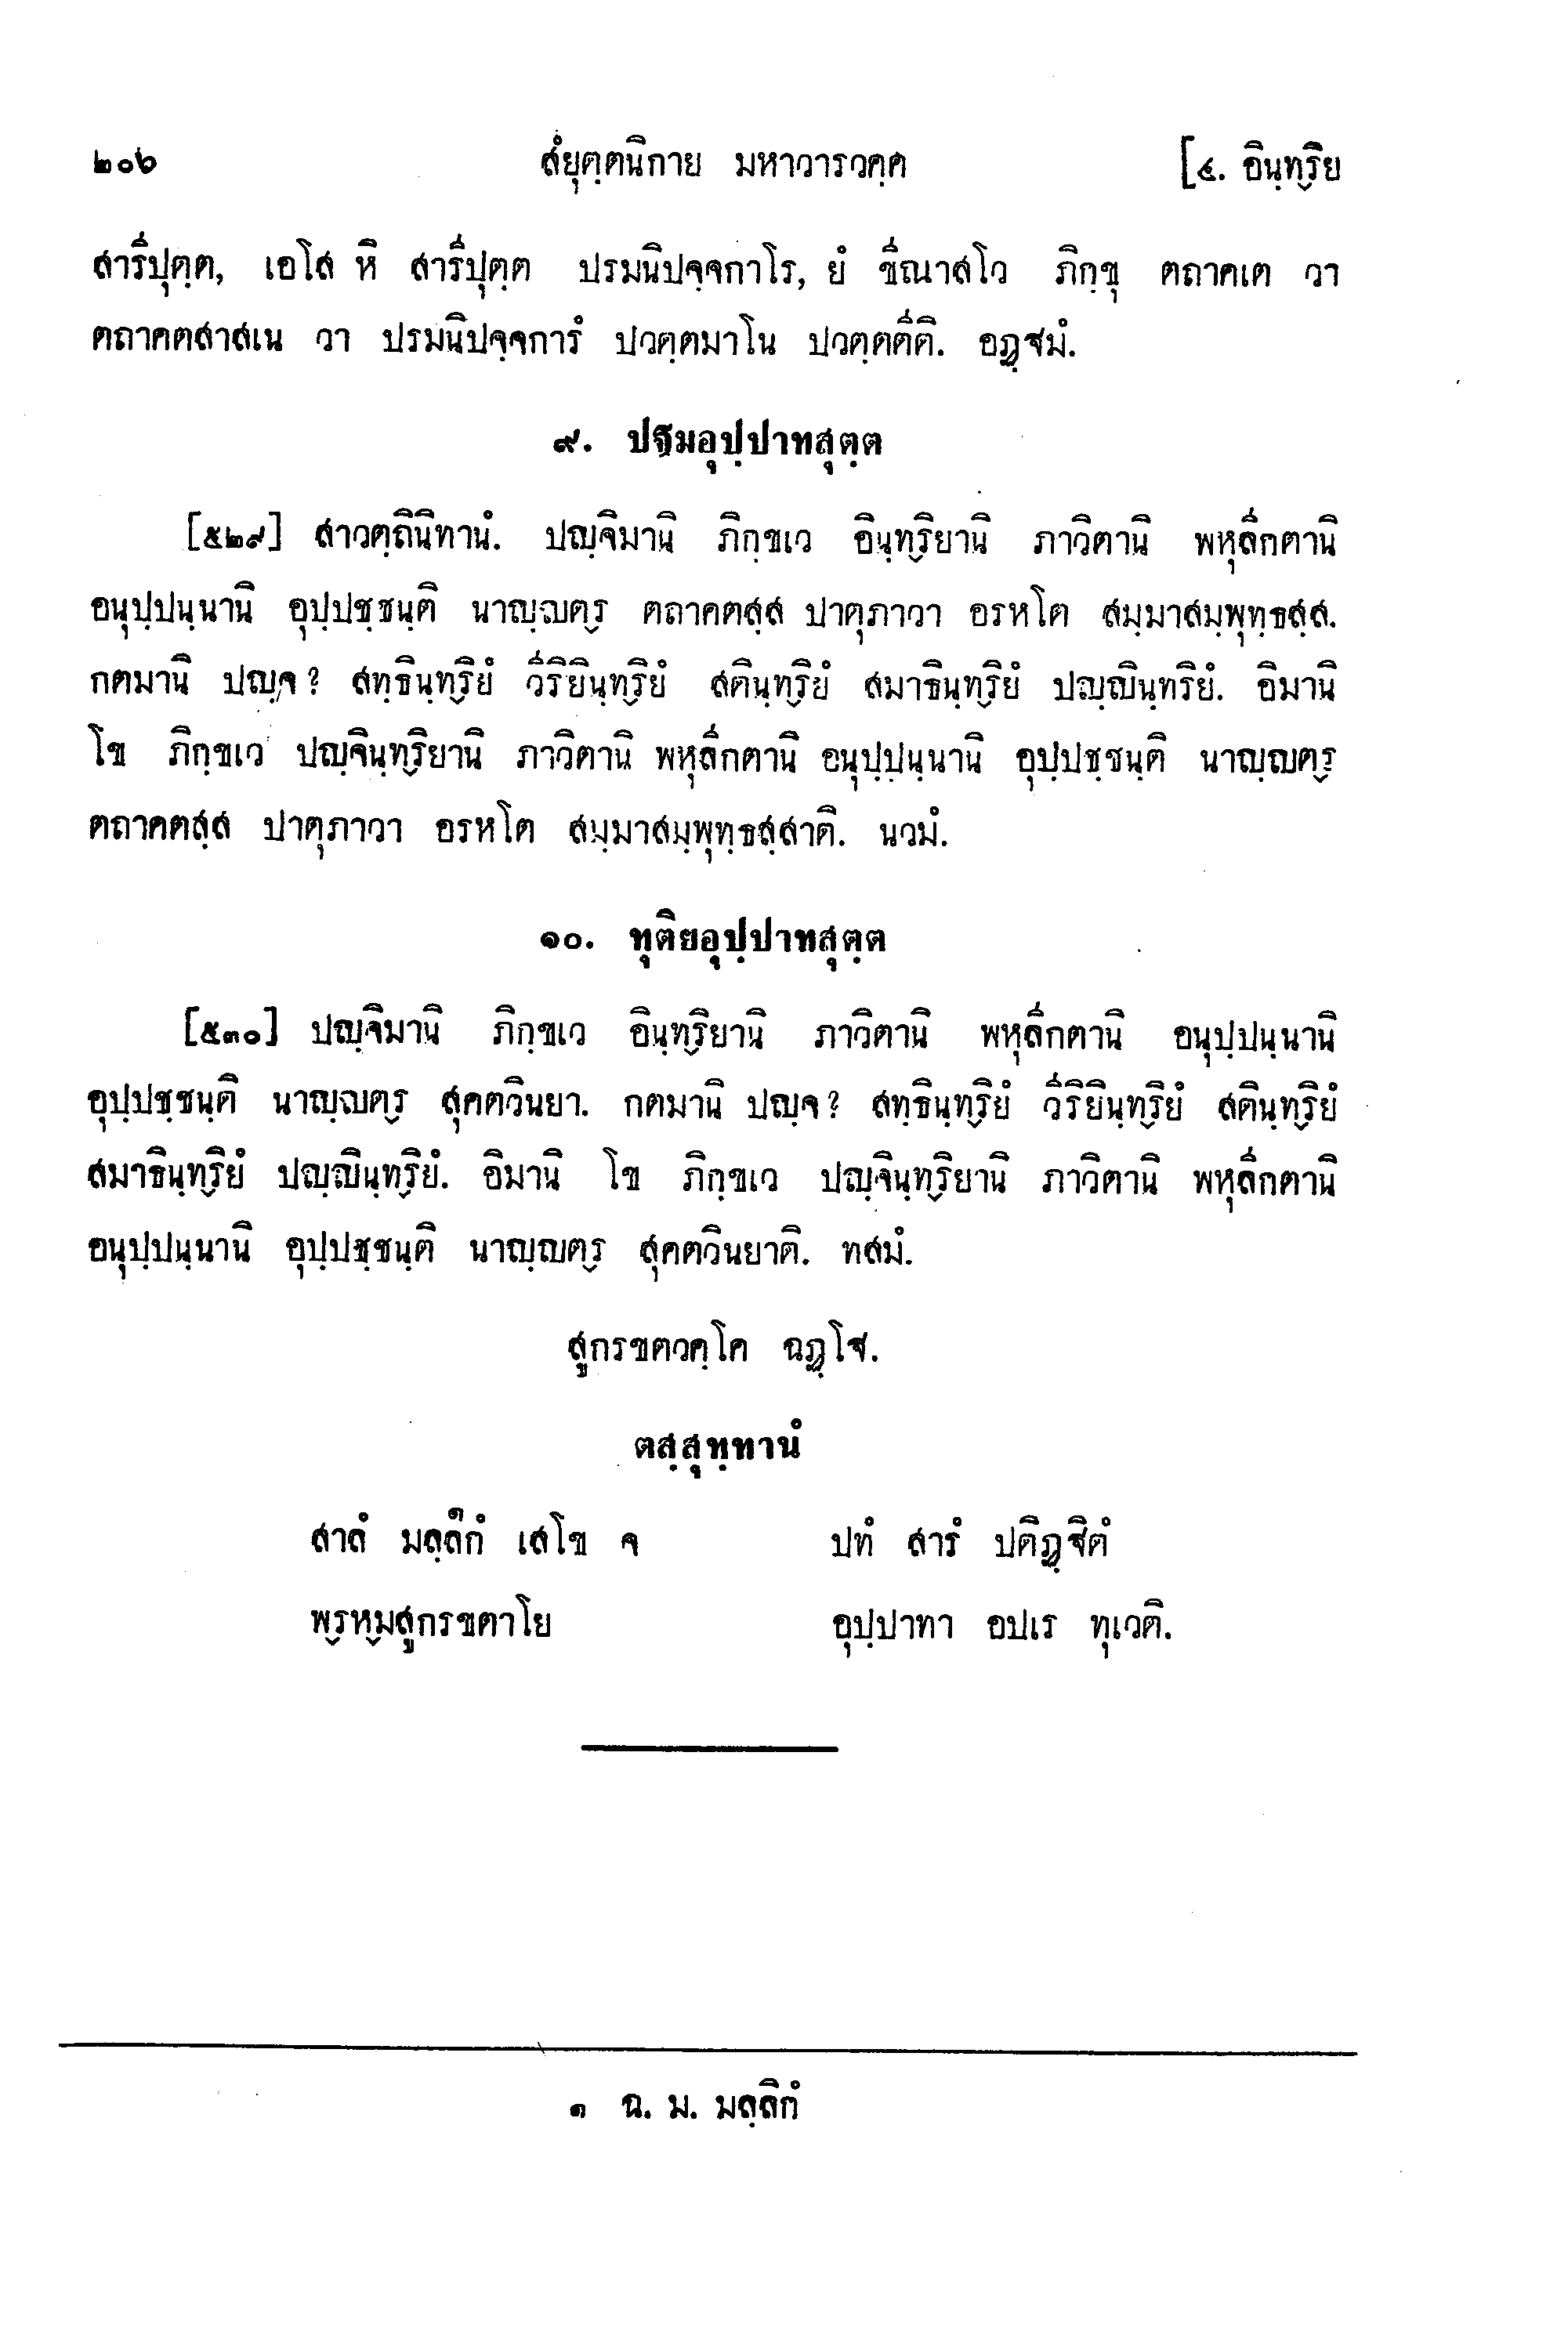 ๒๐๖ สํยุตฺตนิกาย มหาวารวคฺค [๔. อินฺทฺริย
สารีปุตฺต, เอโส หิ สารีปุตฺต ปรมนิปจฺจกาโร, ยํ ขีณาสโว ภิกฺขุ ตถาคเต วา
ตถาคตสาสเน วา ปรมนิปจฺจการํ ปวตฺตมาโน ปวตฺตตีติ. อฏฺฐมํ.
๙. ปฐมอุปฺปาทสุตฺต
[๕๒๙] สาวตฺถินิทานํ. ปญฺจิมานิ ภิกฺขเว อินฺทฺริยานิ ภาวิตานิ พหุลีกตานิ
อนุปฺปนฺนานิ อุปฺปชฺชนฺติ นาญฺญตฺร ตถาคตสฺส ปาตุภาวา อรหโต สมฺมาสมฺพุทฺธสฺส.
กตมานิ ปญฺจ? สทฺธินฺทฺริยํ วีริยินฺทฺริยํ สตินฺทฺริยํ สมาธินฺทฺริยํ ปญฺญินฺทริยํ. อิมานิ
โข ภิกฺขเว ปญฺจินฺทฺริยานิ ภาวิตานิ พหุลีกตานิ อนุปฺปนฺนานิ อุปฺปชฺชนฺติ นาญฺญตฺร
ตถาคตสฺส ปาตุภาวา อรหโต สมฺมาสมฺพุทฺธสฺสาติ. นวมํ.
๑๐. ทุติยอุปฺปาทสุตฺต
[๕๓๐] ปญฺจิมานิ ภิกฺขเว อินฺทฺริยานิ ภาวิตานิ พหุลีกตานิ อนุปฺปนฺนานิ
อุปฺปชฺชนฺติ นาญฺญตฺร สุคตวินยา. กตมานิ ปญฺจ? สทฺธินฺทฺริยํ วีริยินฺทฺริยํ สตินฺทฺริยํ
สมาธินฺทฺริยํ ปญฺญินฺทฺริยํ. อิมานิ โข ภิกฺขเว ปญฺจินฺทฺริยานิ ภาวิตานิ พหุลีกตานิ
อนุปฺปนฺนานิ อุปฺปชฺชนฺติ นาญฺญตฺร สุคตวินยาติ. ทสมํ.
สูกรขตวคฺโค ฉฏฺโฐ.
ตสฺสุทฺทานํ
สาลํ มลฺลิกํ๑ เสโข จ ปทํ สารํ ปติฏฺฐิตํ
พฺรหฺมสูกรขตาโย อุปฺปาทา อปเร ทุเวติ.
๑ ฉ. ม. มลฺลิกํ